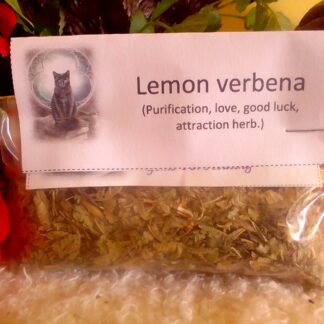 Lemon verbena
(Purification, love, good luck,
attraction herb.)